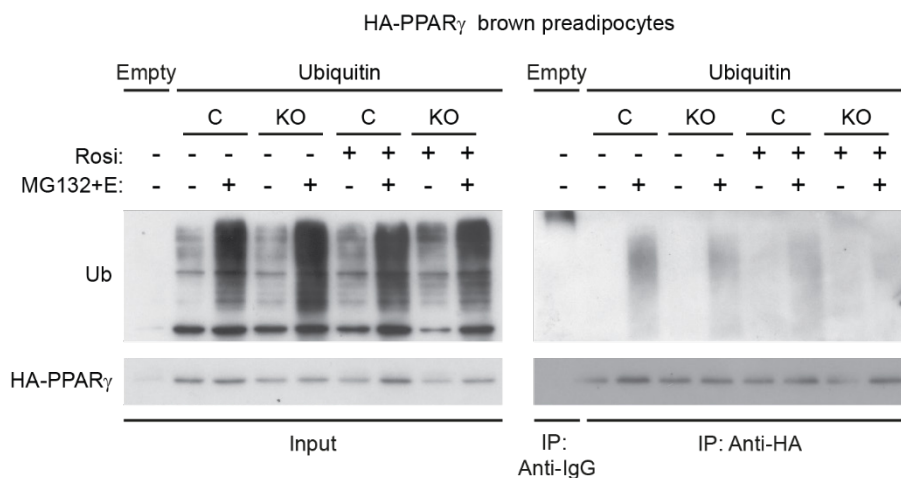 HA-PPARγ brown preadipocytes
Empty Ubiquitin Empty Ubiquitin
C KO C KO C KO C KO
Rosi: - - - - - + + + + - - - - - + + + +
MG132+E: - - + - + - + - + - - + - + - + - +
Ub
HA-PPARγ
Input IP: Anti-IgG IP: Anti-HA